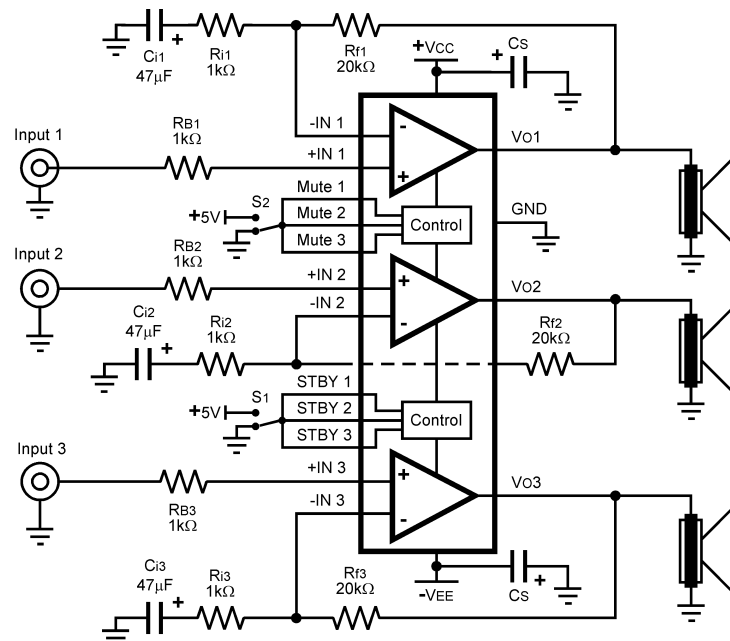 Ci1
+
47μF
Ri1
1kΩ
Rf1
20kΩ
+VCC
+
CS
Input 1
RB1
1kΩ
-IN 1
+IN 1
-
+
VO1
Mute 1
Mute 2
Mute 3
S2
+5V
Control
GND
Input 2
RB2
1kΩ
+IN 2
-IN 2
+
-
VO2
Ci2
47μF
+
Ri2
1kΩ
Rf2
20kΩ
STBY 1
STBY 2
STBY 3
S1
+5V
Control
Input 3
RB3
1kΩ
+IN 3
-IN 3
+
-
VO3
Ci3
47μF
+
Ri3
1kΩ
Rf3
20kΩ
-VEE
CS
+